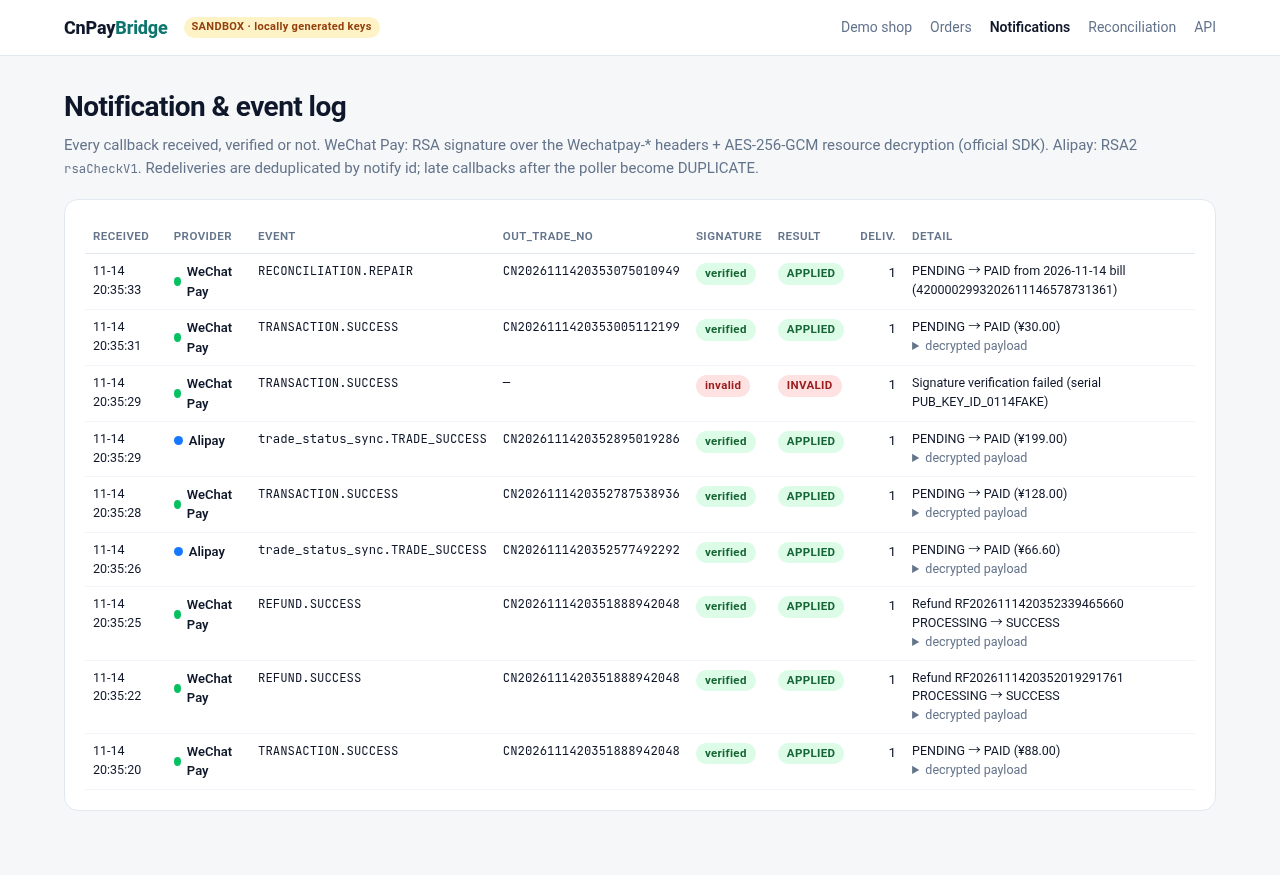 CnPayBridge
SANDBOX · locally generated keys
Demo shop Orders Notifications Reconciliation API
Notification & event log
Every callback received, verified or not. WeChat Pay: RSA signature over the Wechatpay-* headers + AES-256-GCM resource decryption (official SDK). Alipay: RSA2
rsaCheckV1. Redeliveries are deduplicated by notify id; late callbacks after the poller become DUPLICATE.
RECEIVED PROVIDER EVENT OUT_TRADE_NO SIGNATURE RESULT DELIV. DETAIL
11-14 WeChat RECONCILIATION.REPAIR CN2026111420353075010949 verified APPLIED 1 PENDING → PAID from 2026-11-14 bill
20:35:33 Pay (4200002993202611146578731361)
11-14 WeChat TRANSACTION.SUCCESS CN2026111420353005112199 verified APPLIED 1 PENDING → PAID (¥30.00)
20:35:31 Pay ▶ decrypted payload
11-14 WeChat TRANSACTION.SUCCESS — invalid INVALID 1 Signature verification failed (serial
20:35:29 Pay PUB_KEY_ID_0114FAKE)
11-14 Alipay trade_status_sync.TRADE_SUCCESS CN2026111420352895019286 verified APPLIED 1 PENDING → PAID (¥199.00)
20:35:29 ▶ decrypted payload
11-14 WeChat TRANSACTION.SUCCESS CN2026111420352787538936 verified APPLIED 1 PENDING → PAID (¥128.00)
20:35:28 Pay ▶ decrypted payload
11-14 Alipay trade_status_sync.TRADE_SUCCESS CN2026111420352577492292 verified APPLIED 1 PENDING → PAID (¥66.60)
20:35:26 ▶ decrypted payload
11-14 WeChat REFUND.SUCCESS CN2026111420351888942048 verified APPLIED 1 Refund RF2026111420352339465660
20:35:25 Pay PROCESSING → SUCCESS
▶ decrypted payload
11-14 WeChat REFUND.SUCCESS CN2026111420351888942048 verified APPLIED 1 Refund RF2026111420352019291761
20:35:22 Pay PROCESSING → SUCCESS
▶ decrypted payload
11-14 WeChat TRANSACTION.SUCCESS CN2026111420351888942048 verified APPLIED 1 PENDING → PAID (¥88.00)
20:35:20 Pay ▶ decrypted payload